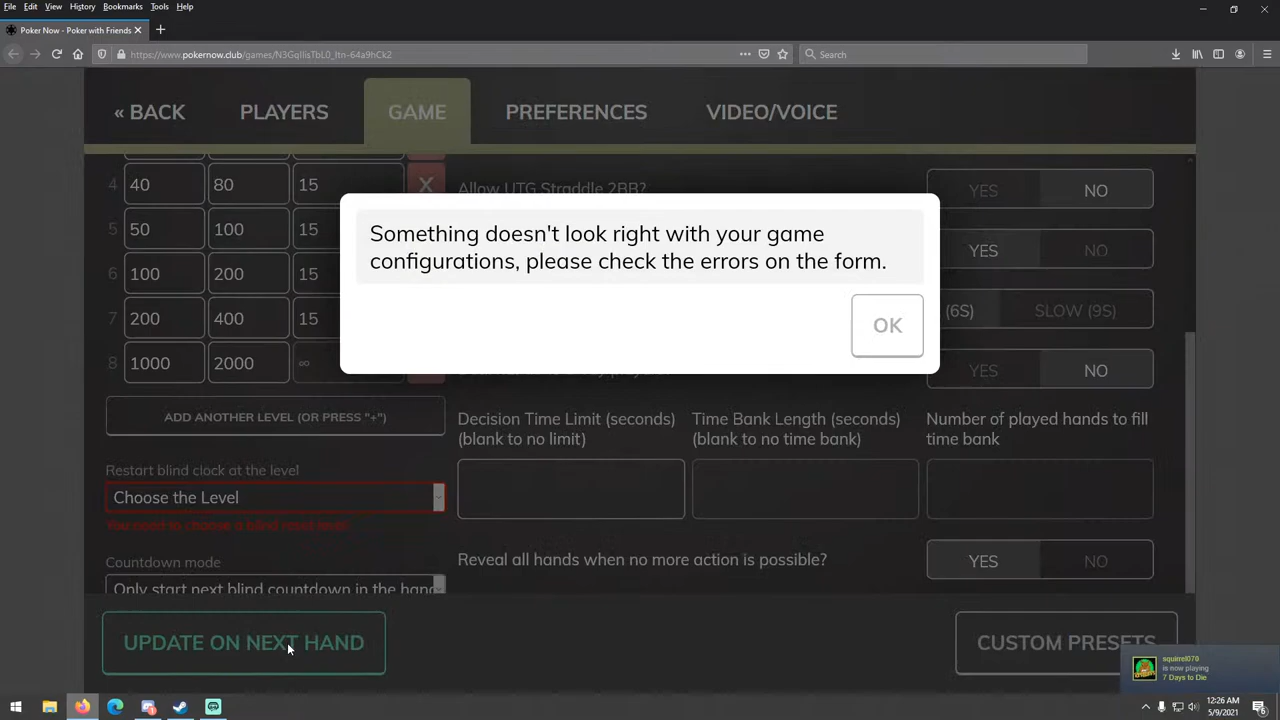 File Edit View History Bookmarks Tools Help
Poker Now - Poker with Friends
Search
« BACK PLAYERS GAME PREFERENCES VIDEO/VOICE
4 40 80 15 X
Allow UTG Straddle 2BB? YES NO
5 50 100 15
YES NO
6 100 200 15
7 200 400 15
(6S) SLOW (9S)
8 1000 2000 ∞
YES NO
Something doesn't look right with your game
configurations, please check the errors on the form.
OK
ADD ANOTHER LEVEL (OR PRESS "+")
Decision Time Limit (seconds)
(blank to no limit)
Time Bank Length (seconds)
(blank to no time bank)
Number of played hands to fill
time bank
Restart blind clock at the level
Choose the Level
You need to choose a blind reset level.
Countdown mode
Only start next blind countdown in the hand
Reveal all hands when no more action is possible? YES NO
UPDATE ON NEXT HAND
CUSTOM PRESETS
squirrel070
is now playing
7 Days to Die
12:26 AM
5/9/2021